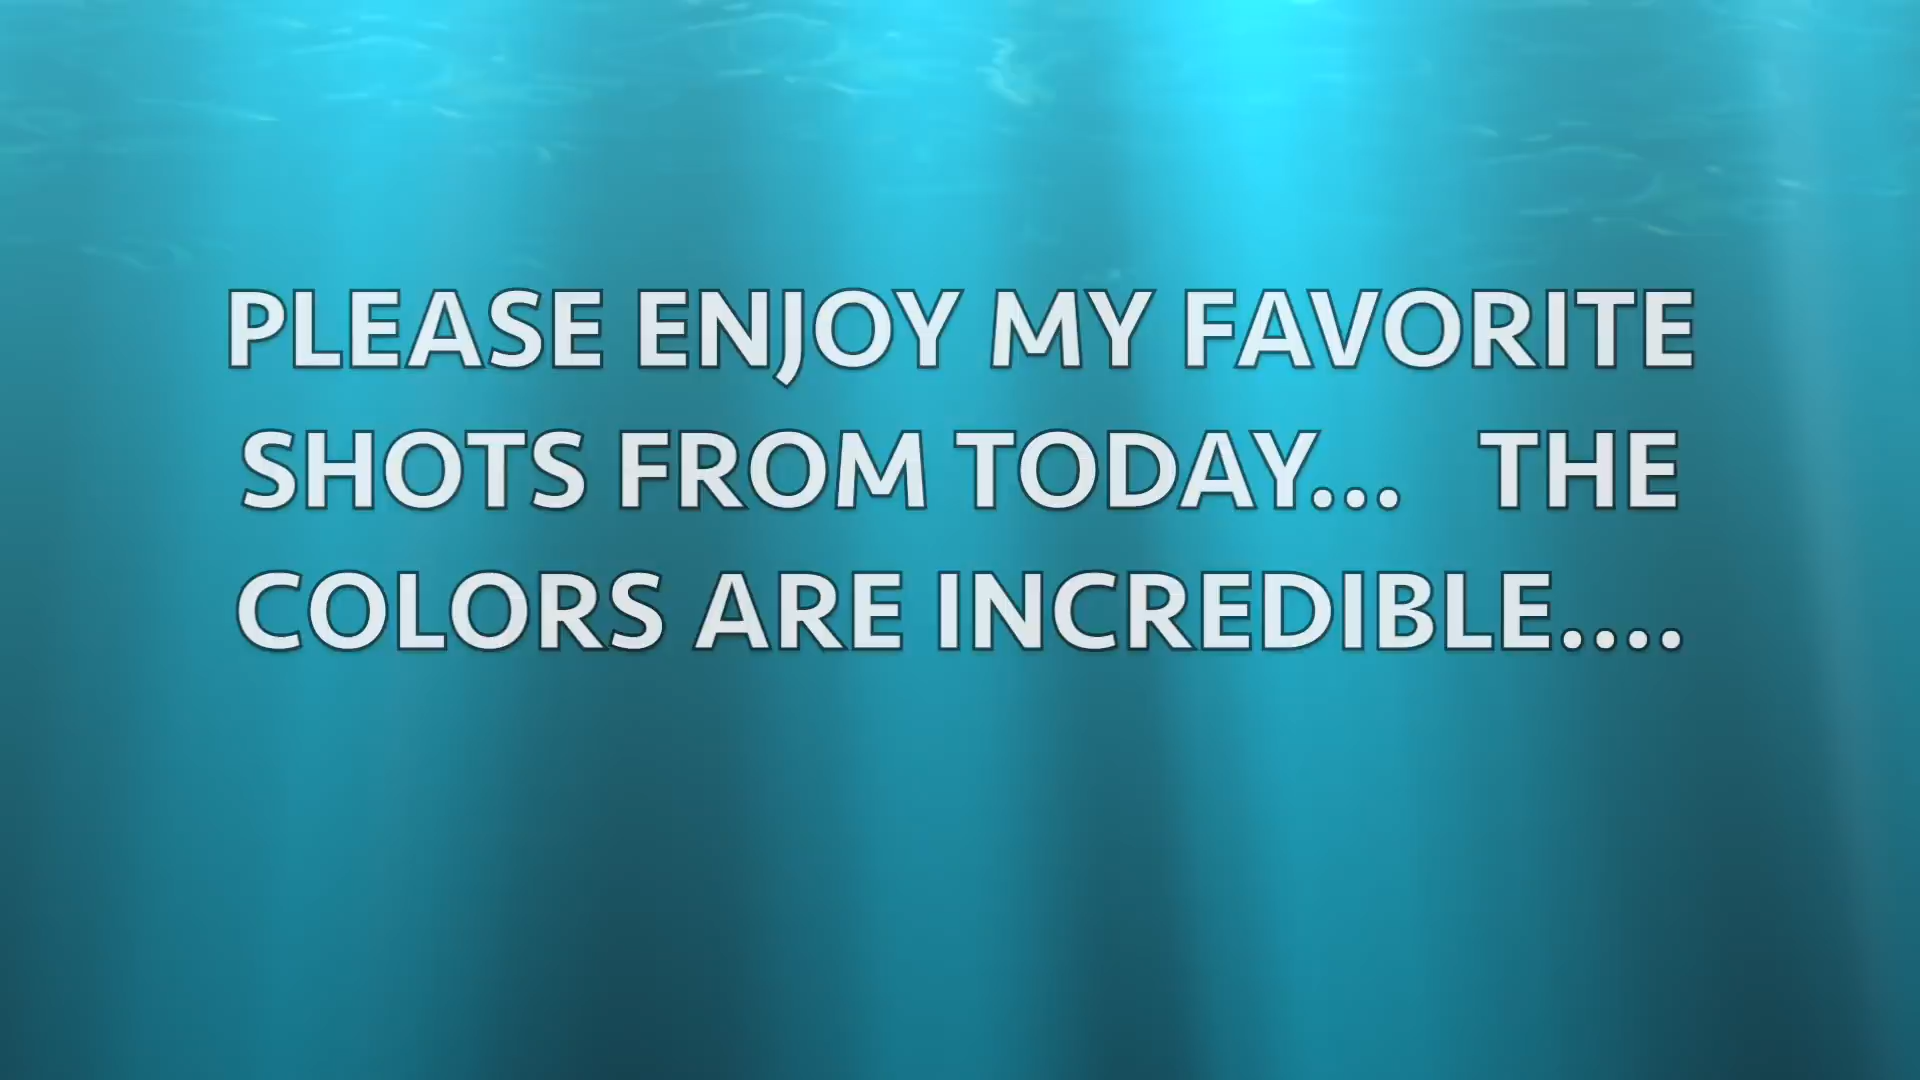 PLEASE ENJOY MY FAVORITE
SHOTS FROM TODAY... THE
COLORS ARE INCREDIBLE....